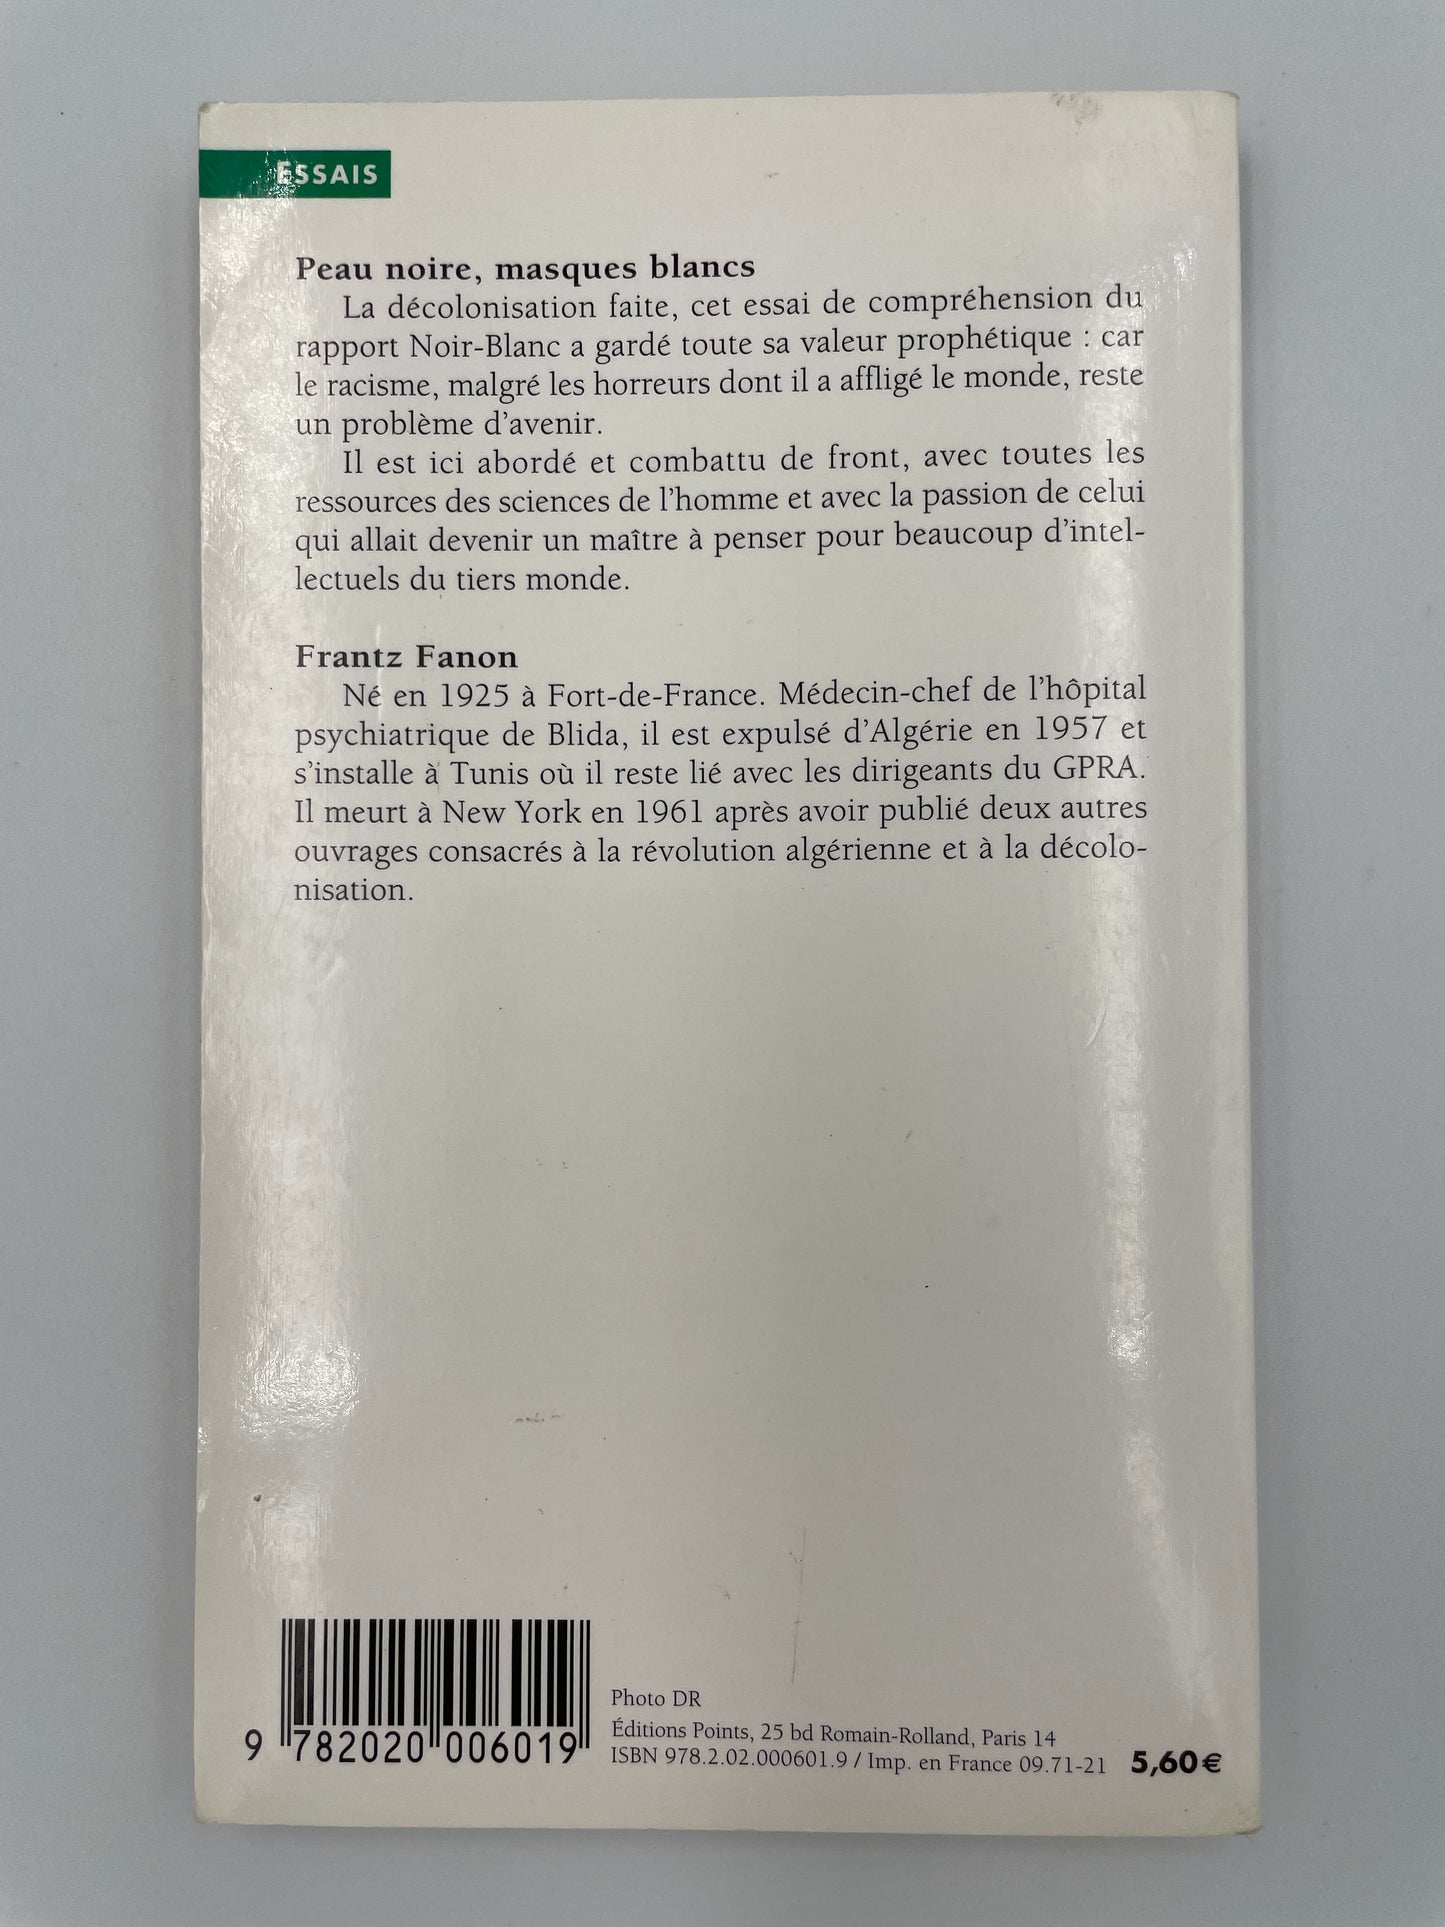 ESSAIS
Peau noire, masques blancs
La décolonisation faite, cet essai de compréhension du
rapport Noir-Blanc a gardé toute sa valeur prophétique : car
le racisme, malgré les horreurs dont il a affligé le monde, reste
un problème d'avenir.
Il est ici abordé et combattu de front, avec toutes les
ressources des sciences de l'homme et avec la passion de celui
qui allait devenir un maître à penser pour beaucoup d'intel-
lectuels du tiers monde.
Frantz Fanon
Né en 1925 à Fort-de-France. Médecin-chef de l'hôpital
psychiatrique de Blida, il est expulsé d'Algérie en 1957 et
s'installe à Tunis où il reste lié avec les dirigeants du GPRA.
Il meurt à New York en 1961 après avoir publié deux autres
ouvrages consacrés à la révolution algérienne et à la décolo-
nisation.
9 782020 006019
Photo DR
Éditions Points, 25 bd Romain-Rolland, Paris 14
ISBN 978.2.02.000601.9 / Imp. en France 09.71-21 5,60€